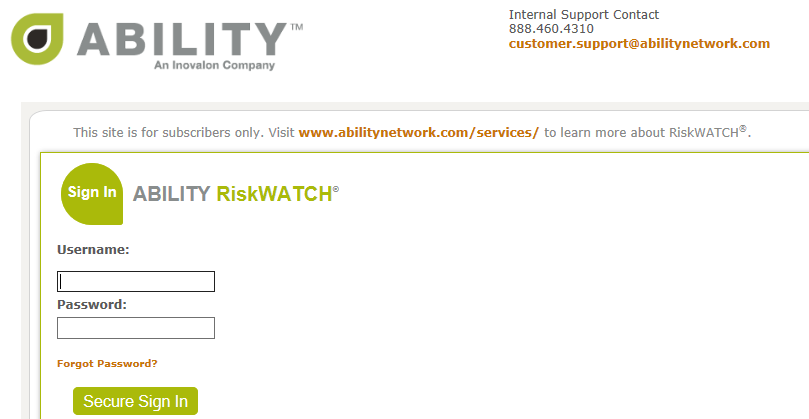 ABILITY™
An Inovalon Company
Internal Support Contact
888.460.4310
customer.support@abilitynetwork.com
This site is for subscribers only. Visit www.abilitynetwork.com/services/ to learn more about RiskWATCH®.
Sign In
ABILITY RiskWATCH®
Username:
Password:
Forgot Password?
Secure Sign In